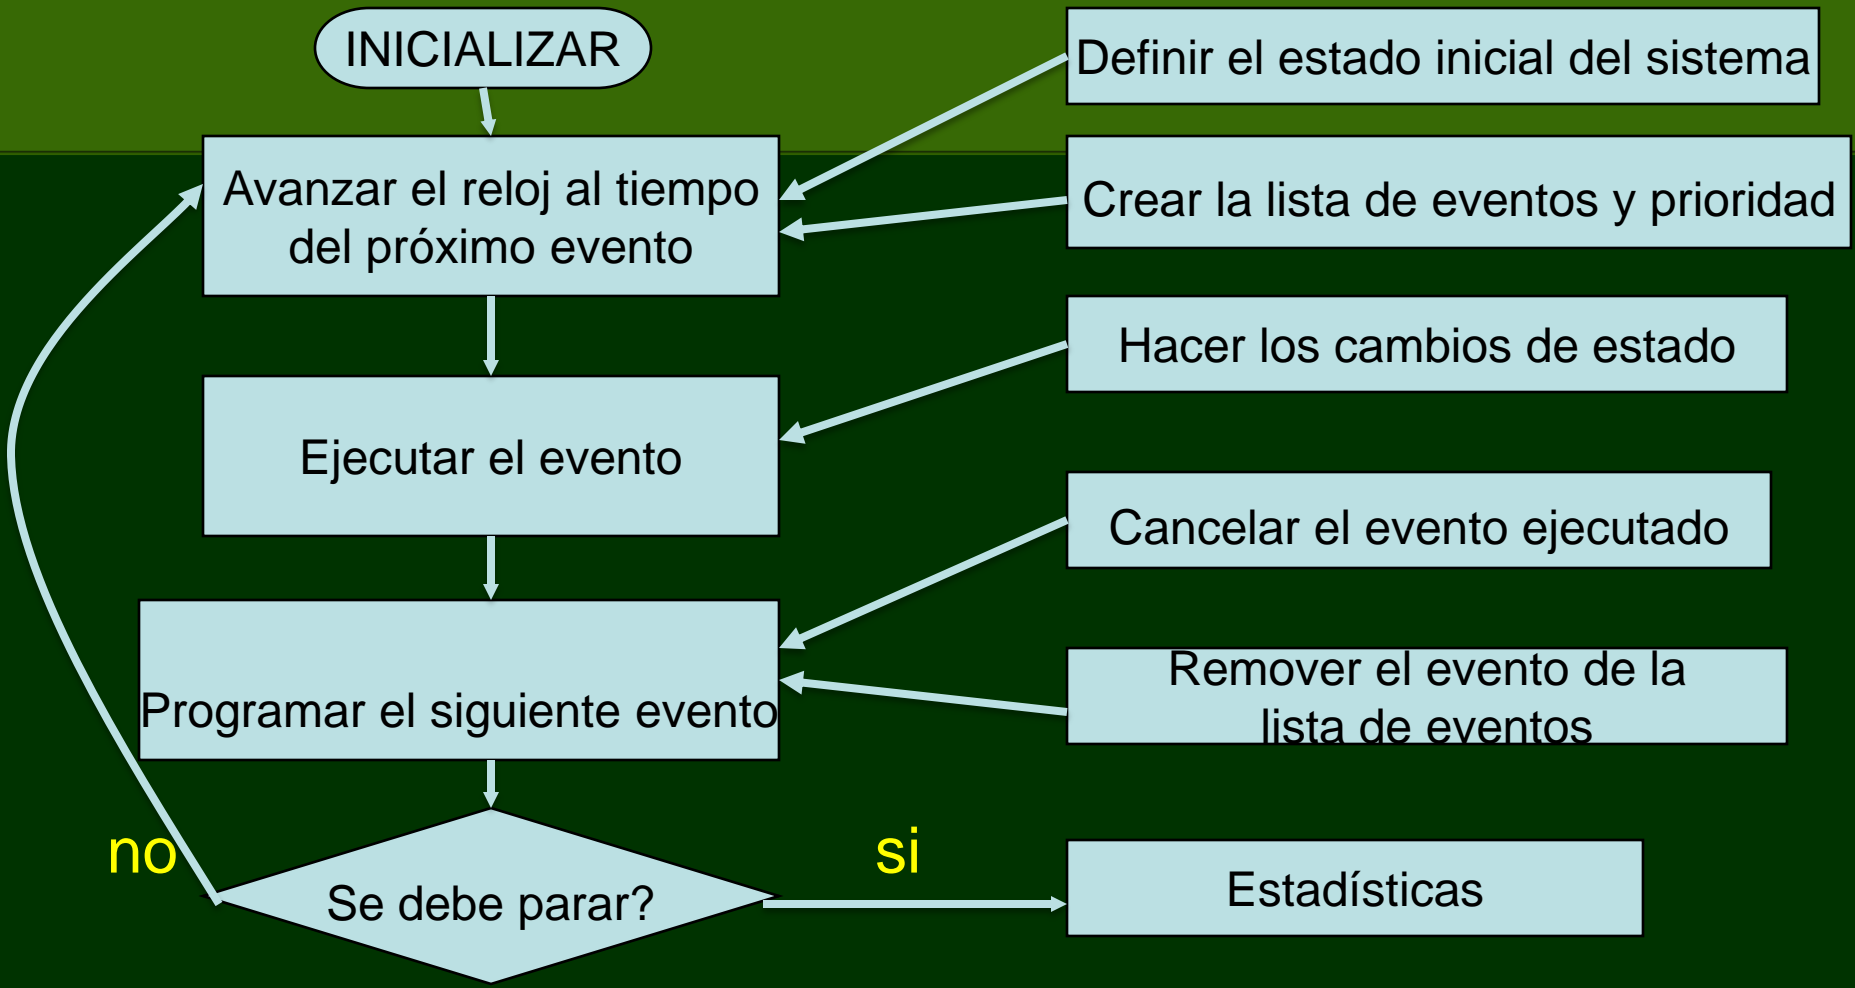 INICIALIZAR
Definir el estado inicial del sistema
Avanzar el reloj al tiempo
del próximo evento
Crear la lista de eventos y prioridad
Hacer los cambios de estado
Ejecutar el evento
Cancelar el evento ejecutado
Programar el siguiente evento
Remover el evento de la
lista de eventos
no
si
Se debe parar?
Estadísticas